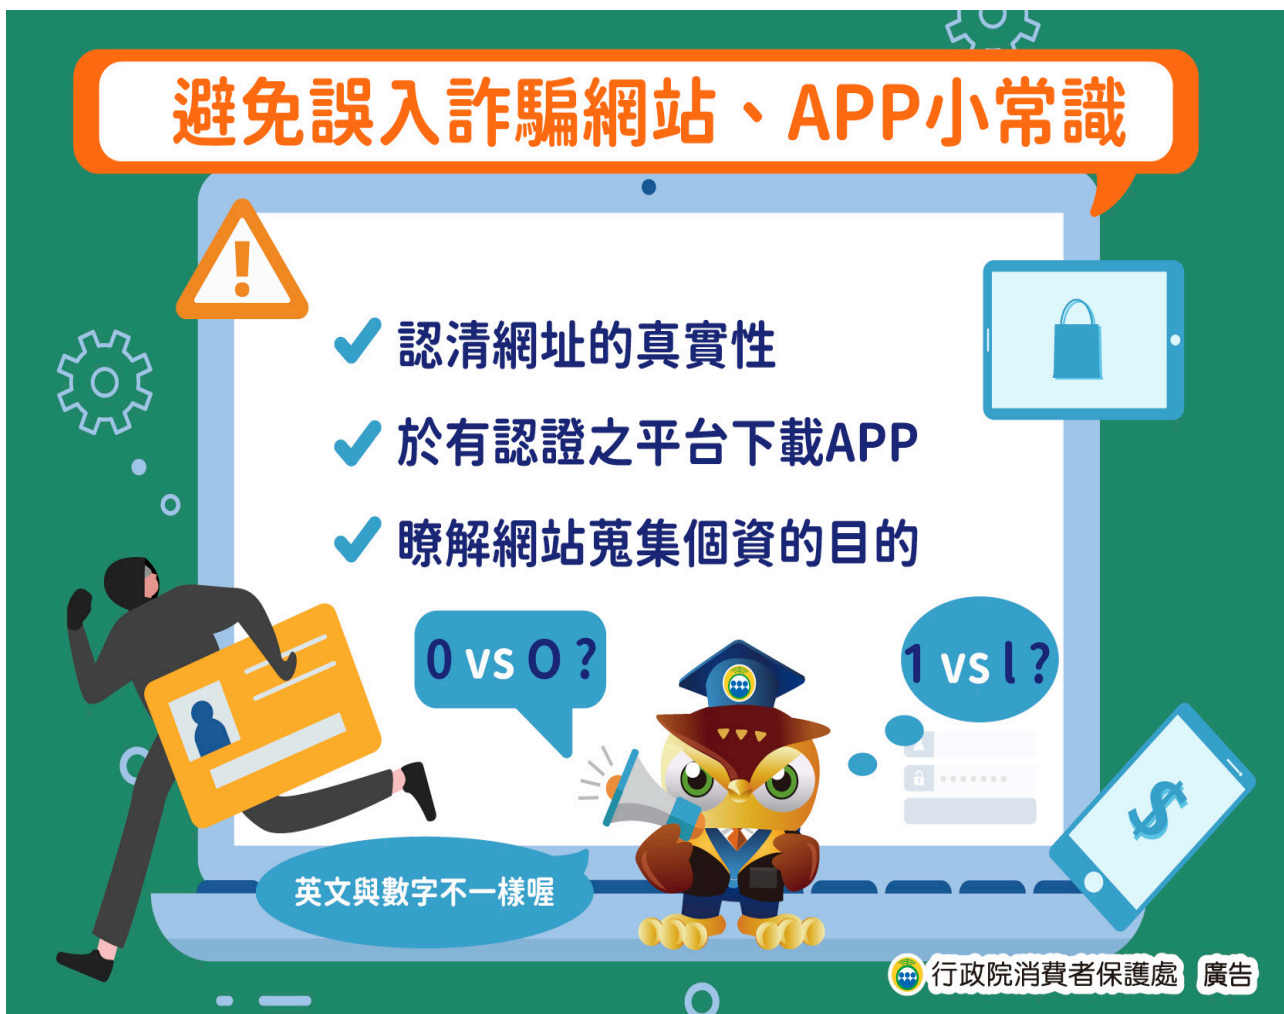 避免誤入詐騙網站、APP小常識
認清網址的真實性
於有認證之平台下載APP
瞭解網站蒐集個資的目的
0 vs O ?
1 vs l ?
英文與數字不一樣喔
行政院消費者保護處 廣告